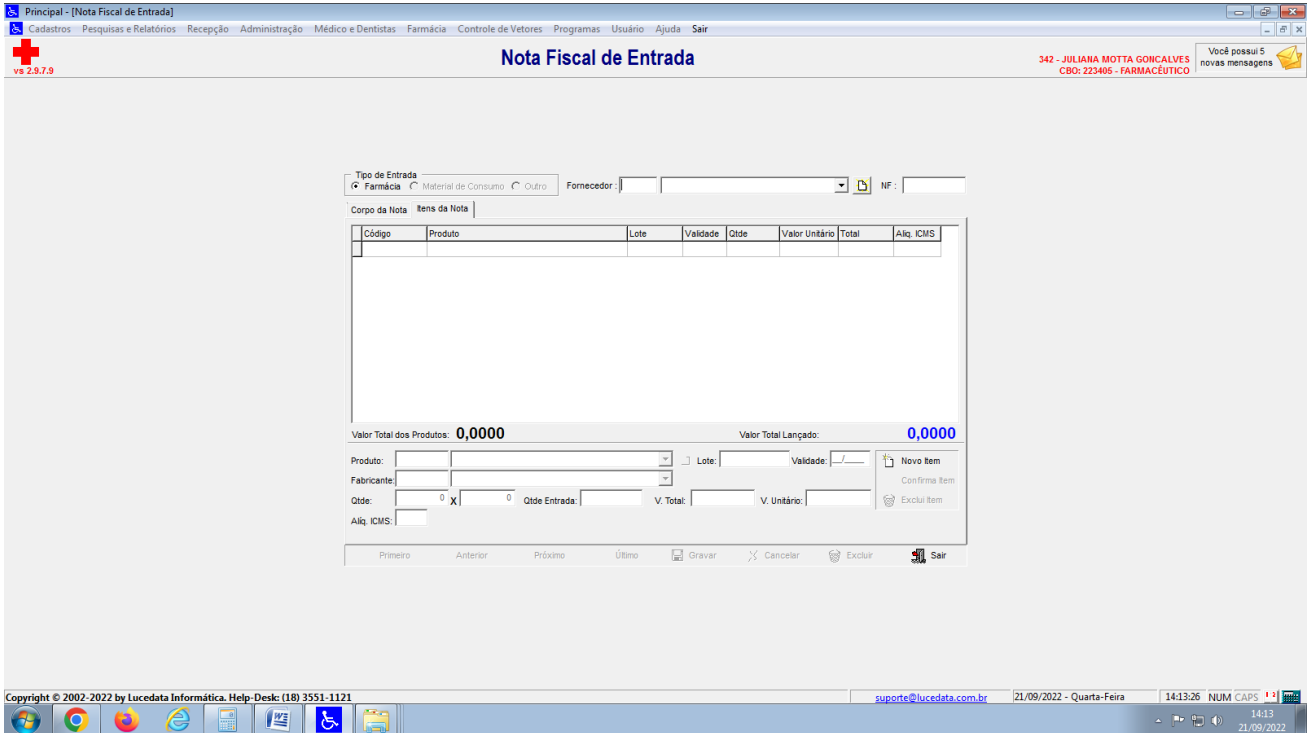 Principal - [Nota Fiscal de Entrada]
Cadastros Pesquisas e Relatórios Recepção Administração Médico e Dentistas Farmácia Controle de Vetores Programas Usuário Ajuda Sair
vs 2.9.7.9
Nota Fiscal de Entrada
342 - JULIANA MOTTA GONCALVES
CBO: 223405 - FARMACÊUTICO
Você possui 5
novas mensagens
Tipo de Entrada
Farmácia Material de Consumo Outro Fornecedor : NF :
Corpo da Nota Itens da Nota
Código Produto Lote Validade Qtde Valor Unitário Total Aliq. ICMS
Valor Total dos Produtos: 0,0000 Valor Total Lançado: 0,0000
Produto: Lote: Validade: _/____ Novo Item
Fabricante: Confirma Item
Qtde: 0 X 0 Qtde Entrada: V. Total: V. Unitário: Exclui Item
Aliq. ICMS:
Primeiro Anterior Próximo Último Gravar Cancelar Excluir Sair
Copyright © 2002-2022 by Lucedata Informática. Help-Desk: (18) 3551-1121 suporte@lucedata.com.br 21/09/2022 - Quarta-Feira 14:13:26 NUM CAPS
14:13
21/09/2022